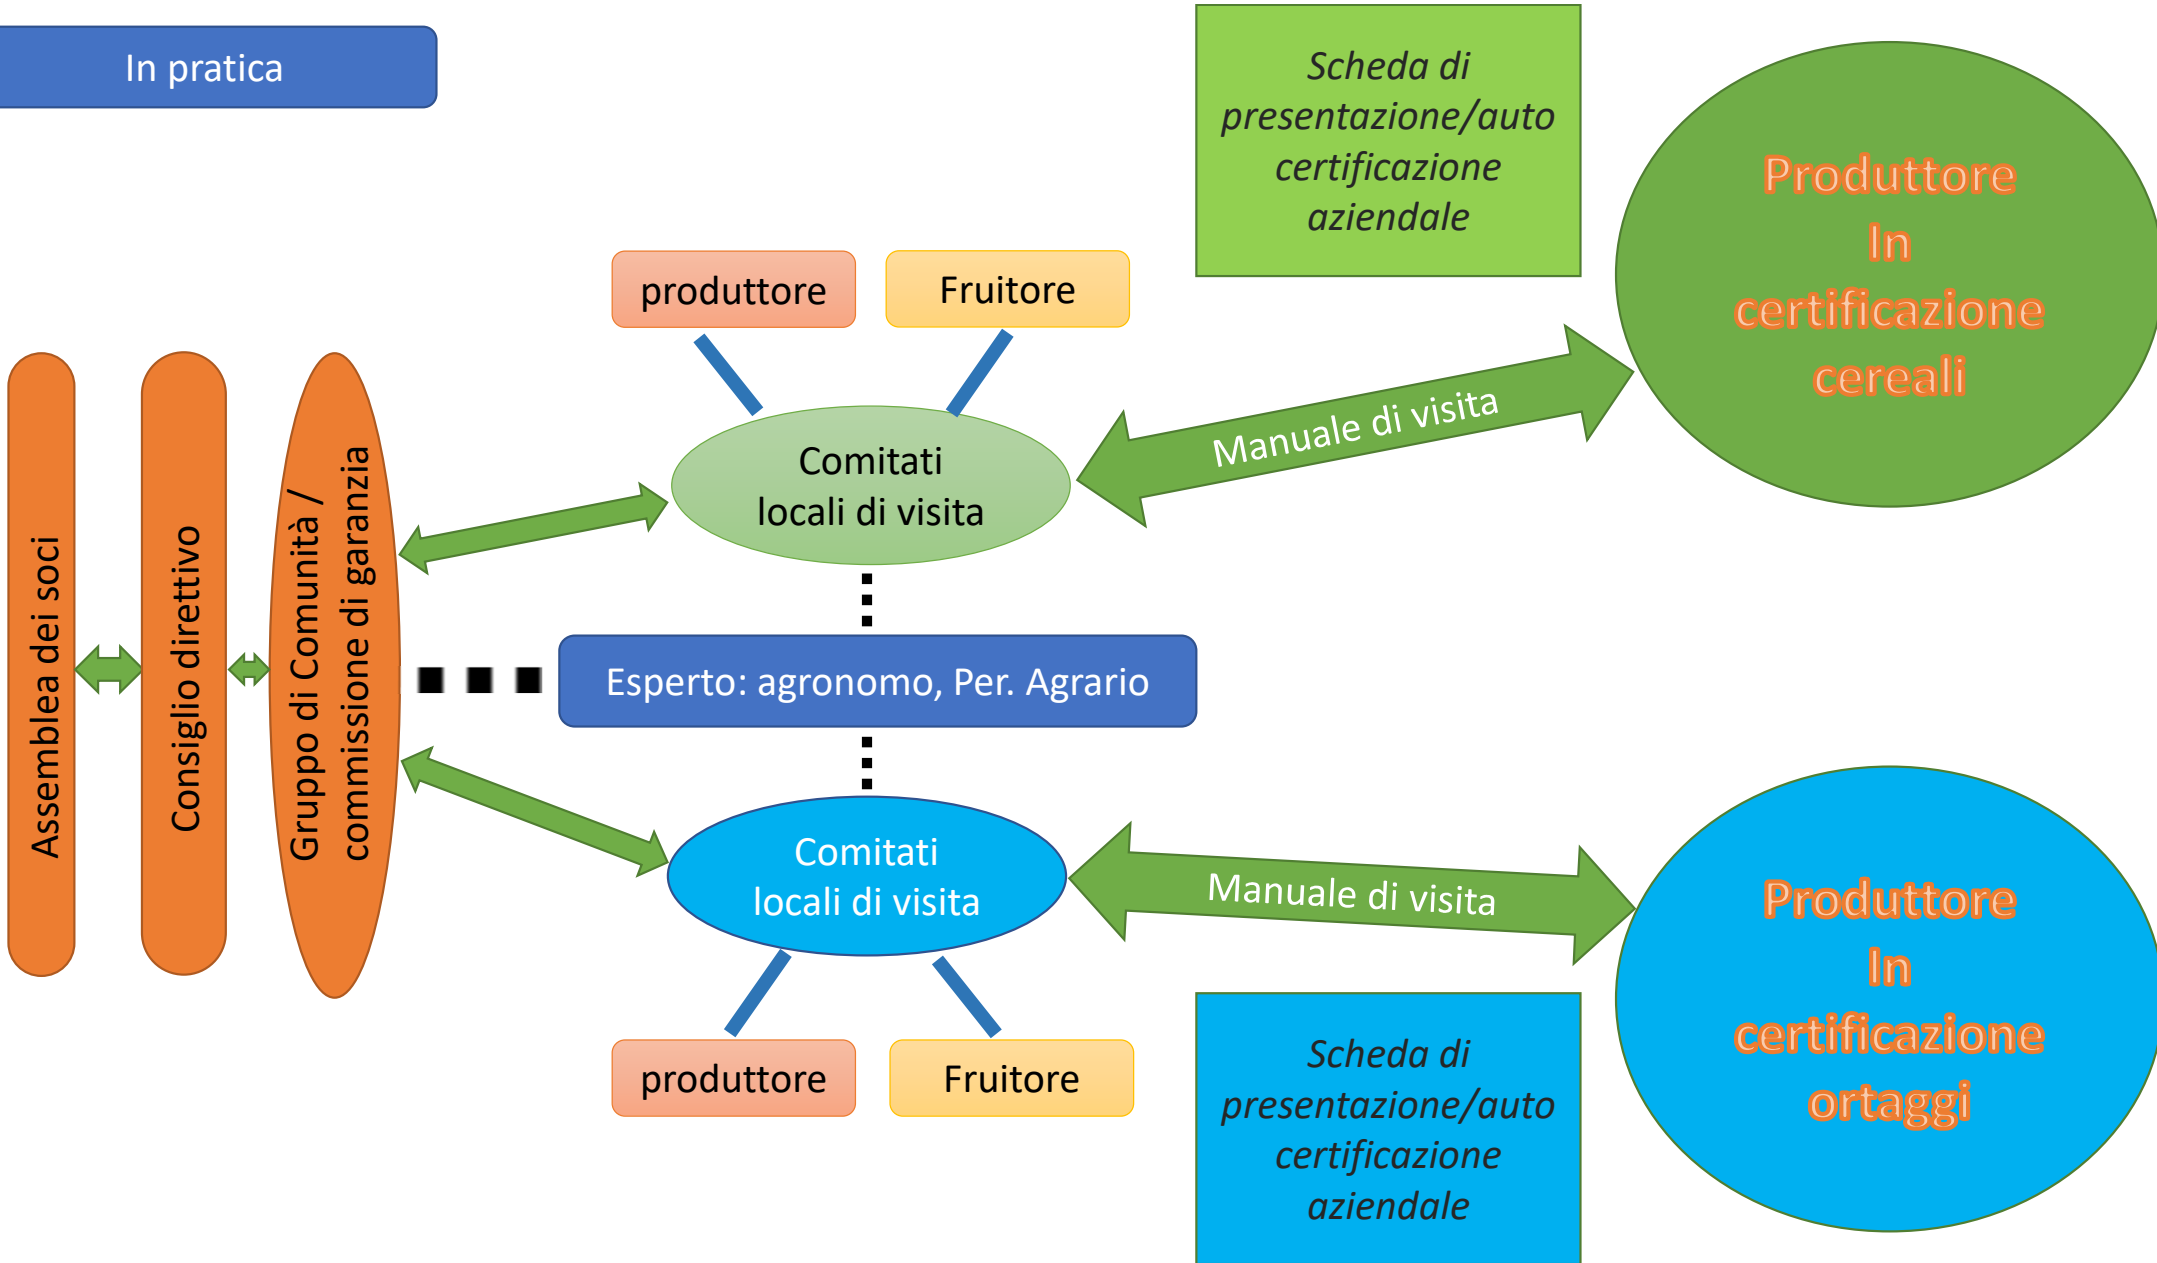 In pratica
Scheda di
presentazione/auto
certificazione
aziendale
Produttore
In
certificazione
cereali
produttore
Fruitore
Manuale di visita
Comitati
locali di visita
Assemblea dei soci
Consiglio direttivo
Gruppo di Comunità /
commissione di garanzia
Esperto: agronomo, Per. Agrario
Comitati
locali di visita
Manuale di visita
Produttore
In
certificazione
ortaggi
produttore
Fruitore
Scheda di
presentazione/auto
certificazione
aziendale